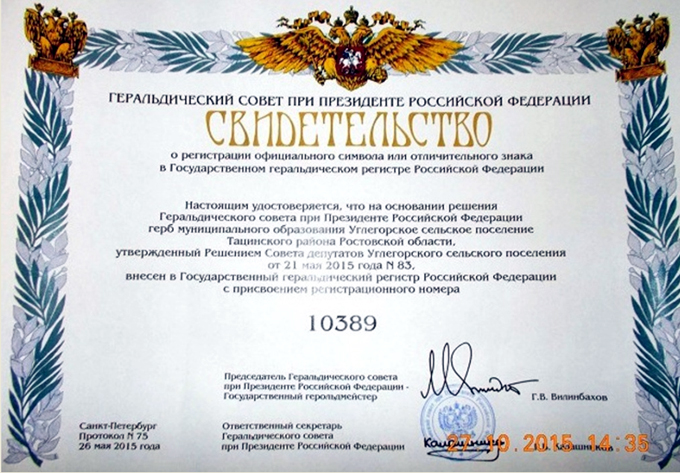 ГЕРАЛЬДИЧЕСКИЙ СОВЕТ ПРИ ПРЕЗИДЕНТЕ РОССИЙСКОЙ ФЕДЕРАЦИИ
СВИДЕТЕЛЬСТВО
о регистрации официального символа или отличительного знака
в Государственном геральдическом регистре Российской Федерации
Настоящим удостоверяется, что на основании решения
Геральдического совета при Президенте Российской Федерации
герб муниципального образования Углегорское сельское поселение
Тацинского района Ростовской области,
утвержденный Решением Совета депутатов Углегорского сельского поселения
от 21 мая 2015 года N 83,
внесен в Государственный геральдический регистр Российской Федерации
с присвоением регистрационного номера
10389
Председатель Геральдического совета
при Президенте Российской Федерации -
Государственный герольдмейстер
Г.В. Вилинбахов
Санкт-Петербург
Протокол N 75
26 мая 2015 года
Ответственный секретарь
Геральдического совета
при Президенте Российской Федерации
Калашников
27.10.2015 14:35